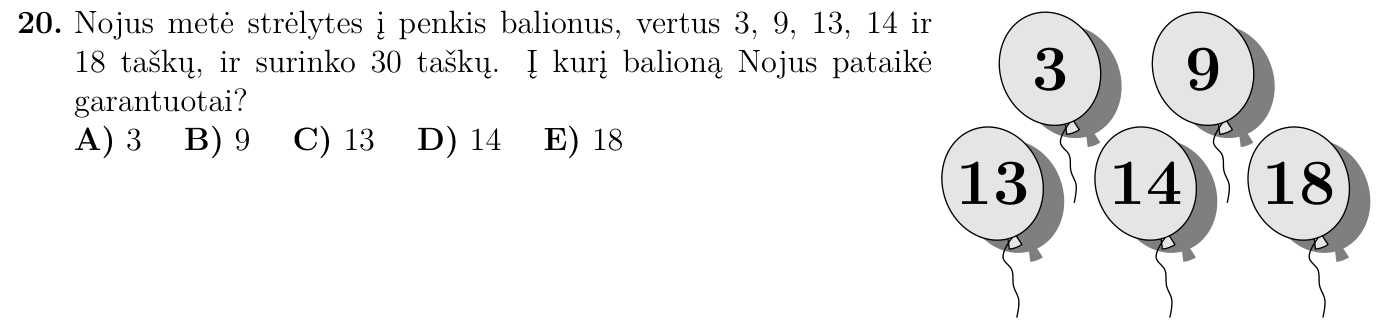 20. Nojus metė strėlytes į penkis balionus, vertus 3, 9, 13, 14 ir
18 taškų, ir surinko 30 taškų. Į kurį balioną Nojus pataikė
garantuotai?
A) 3 B) 9 C) 13 D) 14 E) 18
3 9
13 14 18